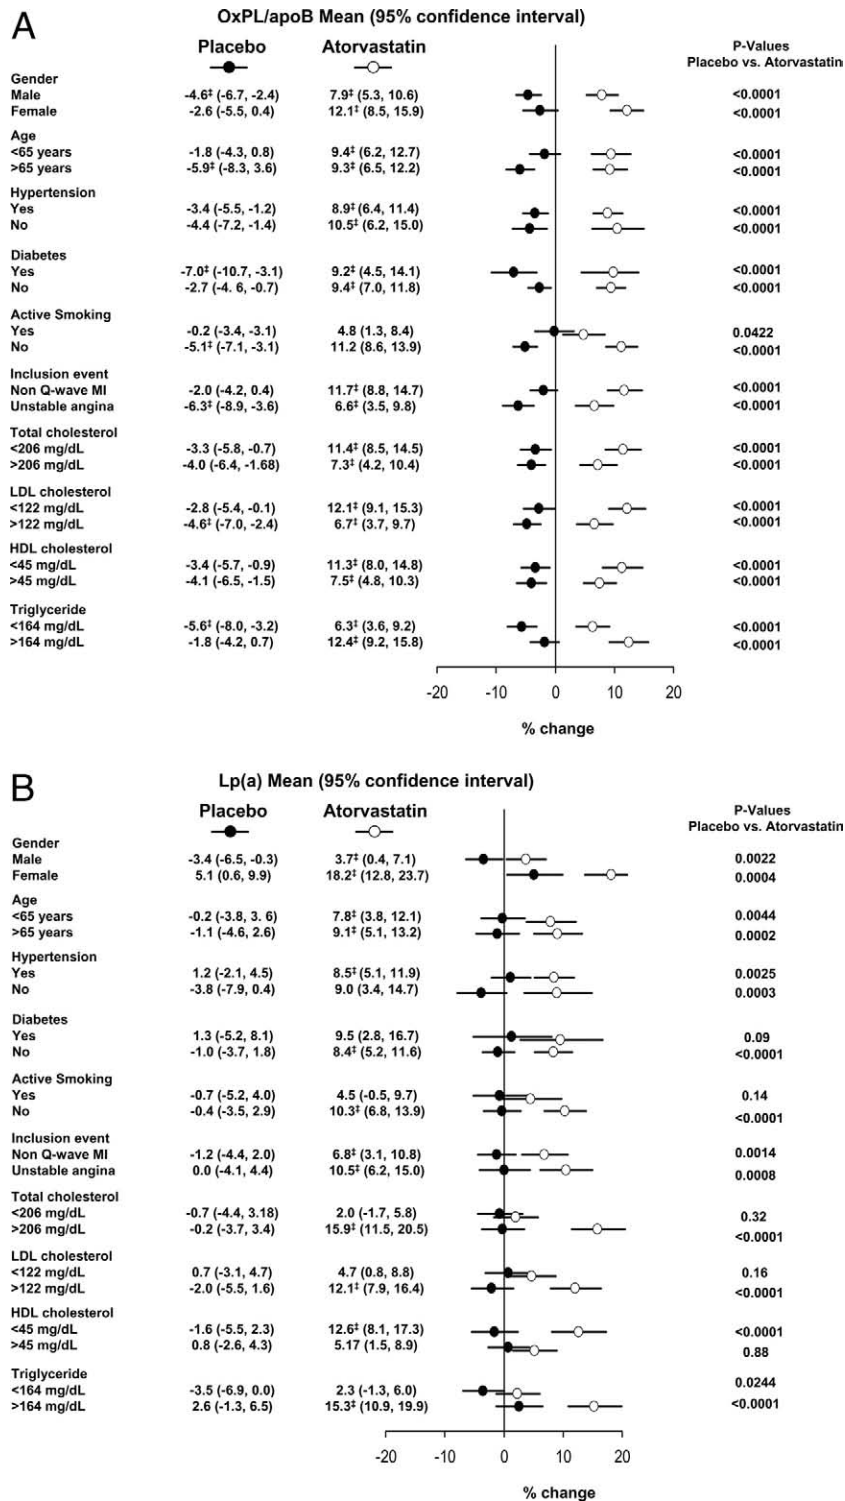 A
OxPL/apoB Mean (95% confidence interval)
Placebo Atorvastatin P-Values
Placebo vs. Atorvastatin
Gender
Male -4.6‡ (-6.7, -2.4) 7.9‡ (5.3, 10.6) <0.0001
Female -2.6 (-5.5, 0.4) 12.1‡ (8.5, 15.9) <0.0001
Age
<65 years -1.8 (-4.3, 0.8) 9.4‡ (6.2, 12.7) <0.0001
>65 years -5.9‡ (-8.3, 3.6) 9.3‡ (6.5, 12.2) <0.0001
Hypertension
Yes -3.4 (-5.5, -1.2) 8.9‡ (6.4, 11.4) <0.0001
No -4.4 (-7.2, -1.4) 10.5‡ (6.2, 15.0) <0.0001
Diabetes
Yes -7.0‡ (-10.7, -3.1) 9.2‡ (4.5, 14.1) <0.0001
No -2.7 (-4. 6, -0.7) 9.4‡ (7.0, 11.8) <0.0001
Active Smoking
Yes -0.2 (-3.4, -3.1) 4.8 (1.3, 8.4) 0.0422
No -5.1‡ (-7.1, -3.1) 11.2 (8.6, 13.9) <0.0001
Inclusion event
Non Q-wave MI -2.0 (-4.2, 0.4) 11.7‡ (8.8, 14.7) <0.0001
Unstable angina -6.3‡ (-8.9, -3.6) 6.6‡ (3.5, 9.8) <0.0001
Total cholesterol
<206 mg/dL -3.3 (-5.8, -0.7) 11.4‡ (8.5, 14.5) <0.0001
>206 mg/dL -4.0 (-6.4, -1.68) 7.3‡ (4.2, 10.4) <0.0001
LDL cholesterol
<122 mg/dL -2.8 (-5.4, -0.1) 12.1‡ (9.1, 15.3) <0.0001
>122 mg/dL -4.6‡ (-7.0, -2.4) 6.7‡ (3.7, 9.7) <0.0001
HDL cholesterol
<45 mg/dL -3.4 (-5.7, -0.9) 11.3‡ (8.0, 14.8) <0.0001
>45 mg/dL -4.1 (-6.5, -1.5) 7.5‡ (4.8, 10.3) <0.0001
Triglyceride
<164 mg/dL -5.6‡ (-8.0, -3.2) 6.3‡ (3.6, 9.2) <0.0001
>164 mg/dL -1.8 (-4.2, 0.7) 12.4‡ (9.2, 15.8) <0.0001
-20 -10 0 10 20
% change
B
Lp(a) Mean (95% confidence interval)
Placebo Atorvastatin P-Values
Placebo vs. Atorvastatin
Gender
Male -3.4 (-6.5, -0.3) 3.7‡ (0.4, 7.1) 0.0022
Female 5.1 (0.6, 9.9) 18.2‡ (12.8, 23.7) 0.0004
Age
<65 years -0.2 (-3.8, 3. 6) 7.8‡ (3.8, 12.1) 0.0044
>65 years -1.1 (-4.6, 2.6) 9.1‡ (5.1, 13.2) 0.0002
Hypertension
Yes 1.2 (-2.1, 4.5) 8.5‡ (5.1, 11.9) 0.0025
No -3.8 (-7.9, 0.4) 9.0 (3.4, 14.7) 0.0003
Diabetes
Yes 1.3 (-5.2, 8.1) 9.5 (2.8, 16.7) 0.09
No -1.0 (-3.7, 1.8) 8.4‡ (5.2, 11.6) <0.0001
Active Smoking
Yes -0.7 (-5.2, 4.0) 4.5 (-0.5, 9.7) 0.14
No -0.4 (-3.5, 2.9) 10.3‡ (6.8, 13.9) <0.0001
Inclusion event
Non Q-wave MI -1.2 (-4.4, 2.0) 6.8‡ (3.1, 10.8) 0.0014
Unstable angina 0.0 (-4.1, 4.4) 10.5‡ (6.2, 15.0) 0.0008
Total cholesterol
<206 mg/dL -0.7 (-4.4, 3.18) 2.0 (-1.7, 5.8) 0.32
>206 mg/dL -0.2 (-3.7, 3.4) 15.9‡ (11.5, 20.5) <0.0001
LDL cholesterol
<122 mg/dL 0.7 (-3.1, 4.7) 4.7 (0.8, 8.8) 0.16
>122 mg/dL -2.0 (-5.5, 1.6) 12.1‡ (7.9, 16.4) <0.0001
HDL cholesterol
<45 mg/dL -1.6 (-5.5, 2.3) 12.6‡ (8.1, 17.3) <0.0001
>45 mg/dL 0.8 (-2.6, 4.3) 5.17 (1.5, 8.9) 0.88
Triglyceride
<164 mg/dL -3.5 (-6.9, 0.0) 2.3 (-1.3, 6.0) 0.0244
>164 mg/dL 2.6 (-1.3, 6.5) 15.3‡ (10.9, 19.9) <0.0001
-20 -10 0 10 20
% change